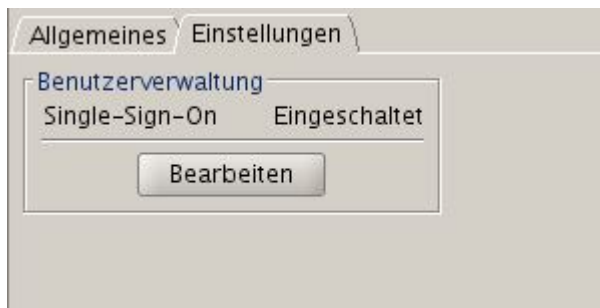 Allgemeines Einstellungen
Benutzerverwaltung
Single-Sign-On Eingeschaltet
Bearbeiten